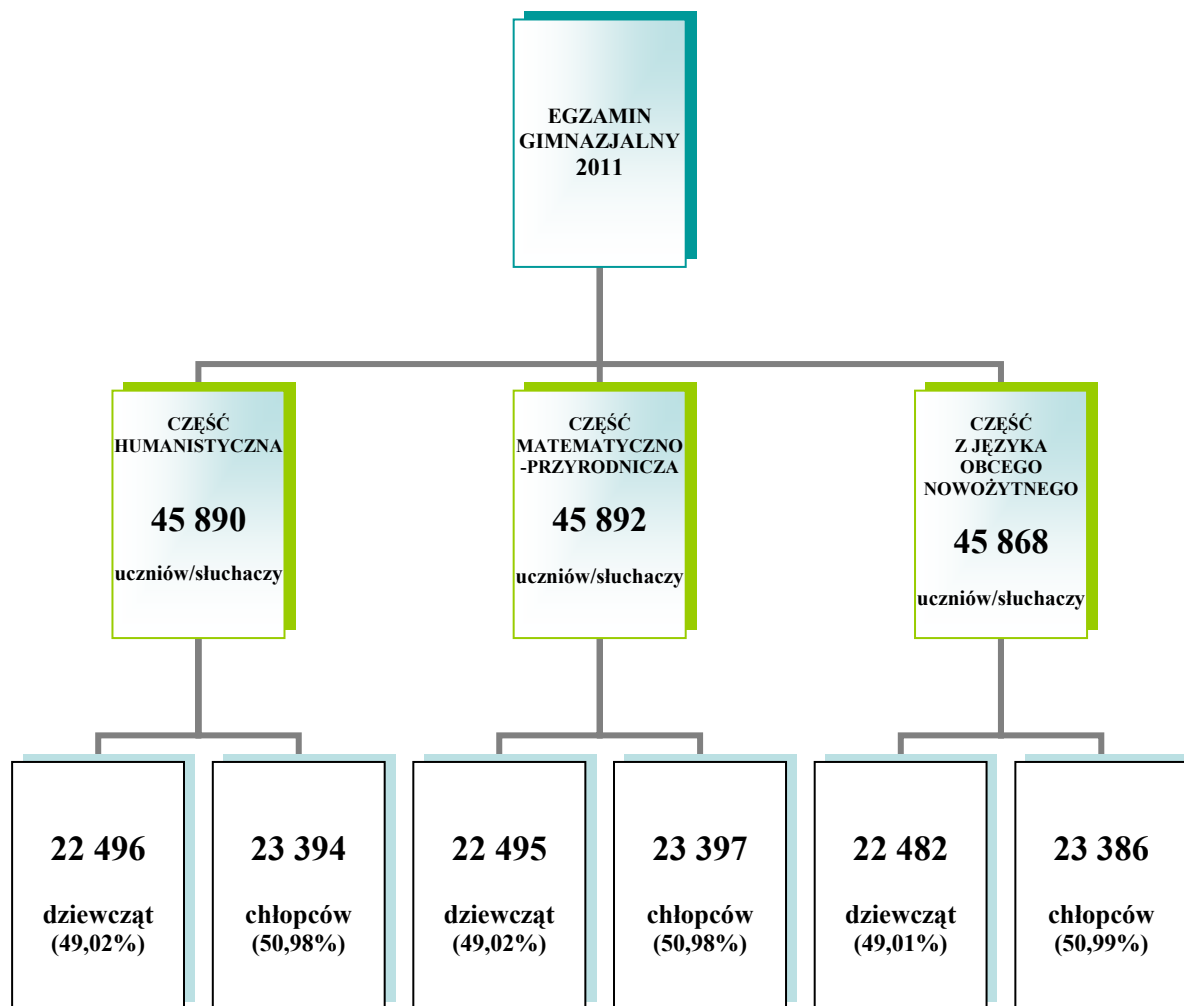 EGZAMIN
GIMNAZJALNY
2011
CZĘŚĆ
HUMANISTYCZNA
45 890
uczniów/słuchaczy
CZĘŚĆ
MATEMATYCZNO
-PRZYRODNICZA
45 892
uczniów/słuchaczy
CZĘŚĆ
Z JĘZYKA
OBCEGO
NOWOŻYTNEGO
45 868
uczniów/słuchaczy
22 496
dziewcząt
(49,02%)
23 394
chłopców
(50,98%)
22 495
dziewcząt
(49,02%)
23 397
chłopców
(50,98%)
22 482
dziewcząt
(49,01%)
23 386
chłopców
(50,99%)